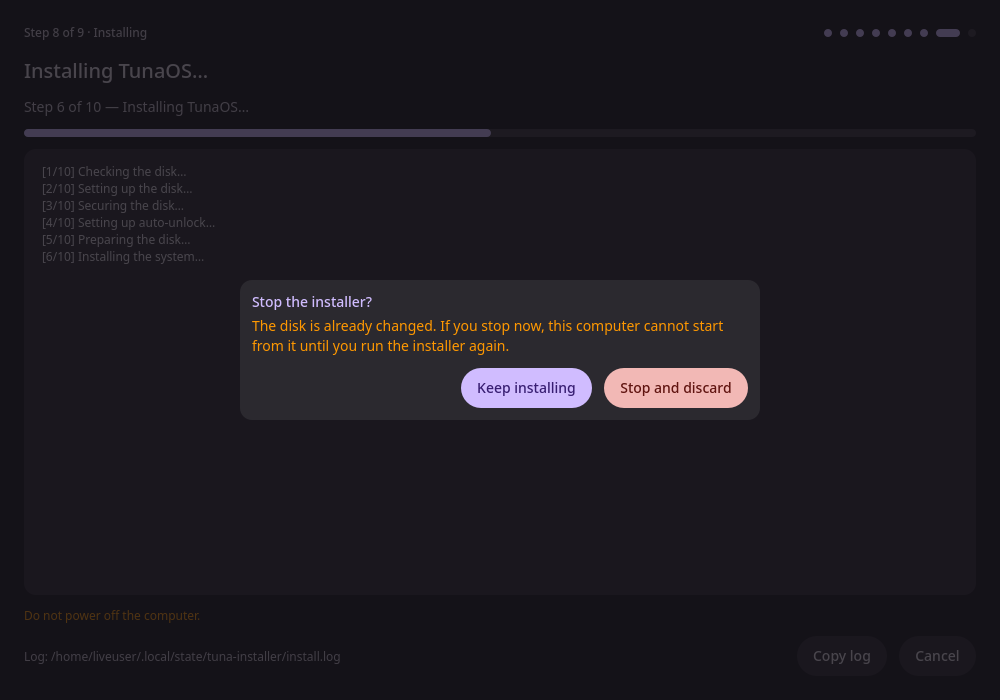 Step 8 of 9 · Installing
Installing TunaOS...
Step 6 of 10 — Installing TunaOS...
[1/10] Checking the disk...
[2/10] Setting up the disk...
[3/10] Securing the disk...
[4/10] Setting up auto-unlock...
[5/10] Preparing the disk...
[6/10] Installing the system...
Stop the installer?
The disk is already changed. If you stop now, this computer cannot start
from it until you run the installer again.
Keep installing
Stop and discard
Do not power off the computer.
Log: /home/liveuser/.local/state/tuna-installer/install.log
Copy log
Cancel